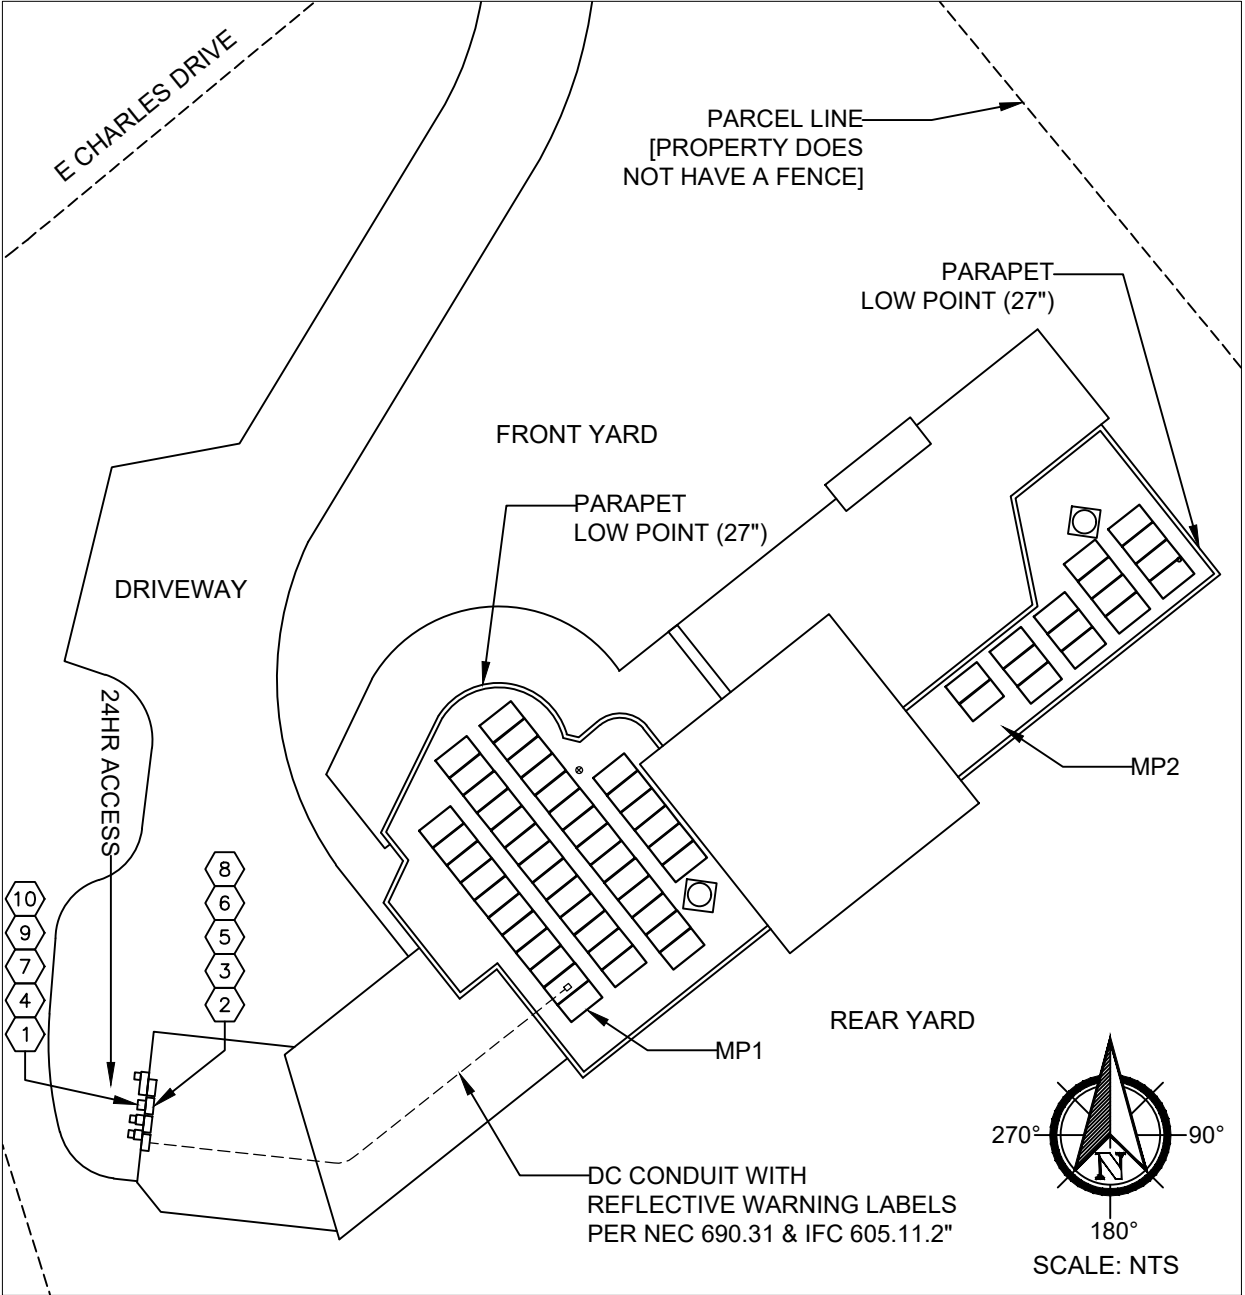 E CHARLES DRIVE
PARCEL LINE
[PROPERTY DOES
NOT HAVE A FENCE]
PARAPET
LOW POINT (27")
FRONT YARD
PARAPET
LOW POINT (27")
DRIVEWAY
24HR ACCESS
MP2
10
9
7
4
1
8
6
5
3
2
REAR YARD
MP1
DC CONDUIT WITH
REFLECTIVE WARNING LABELS
PER NEC 690.31 & IFC 605.11.2"
270°
90°
N
180°
SCALE: NTS